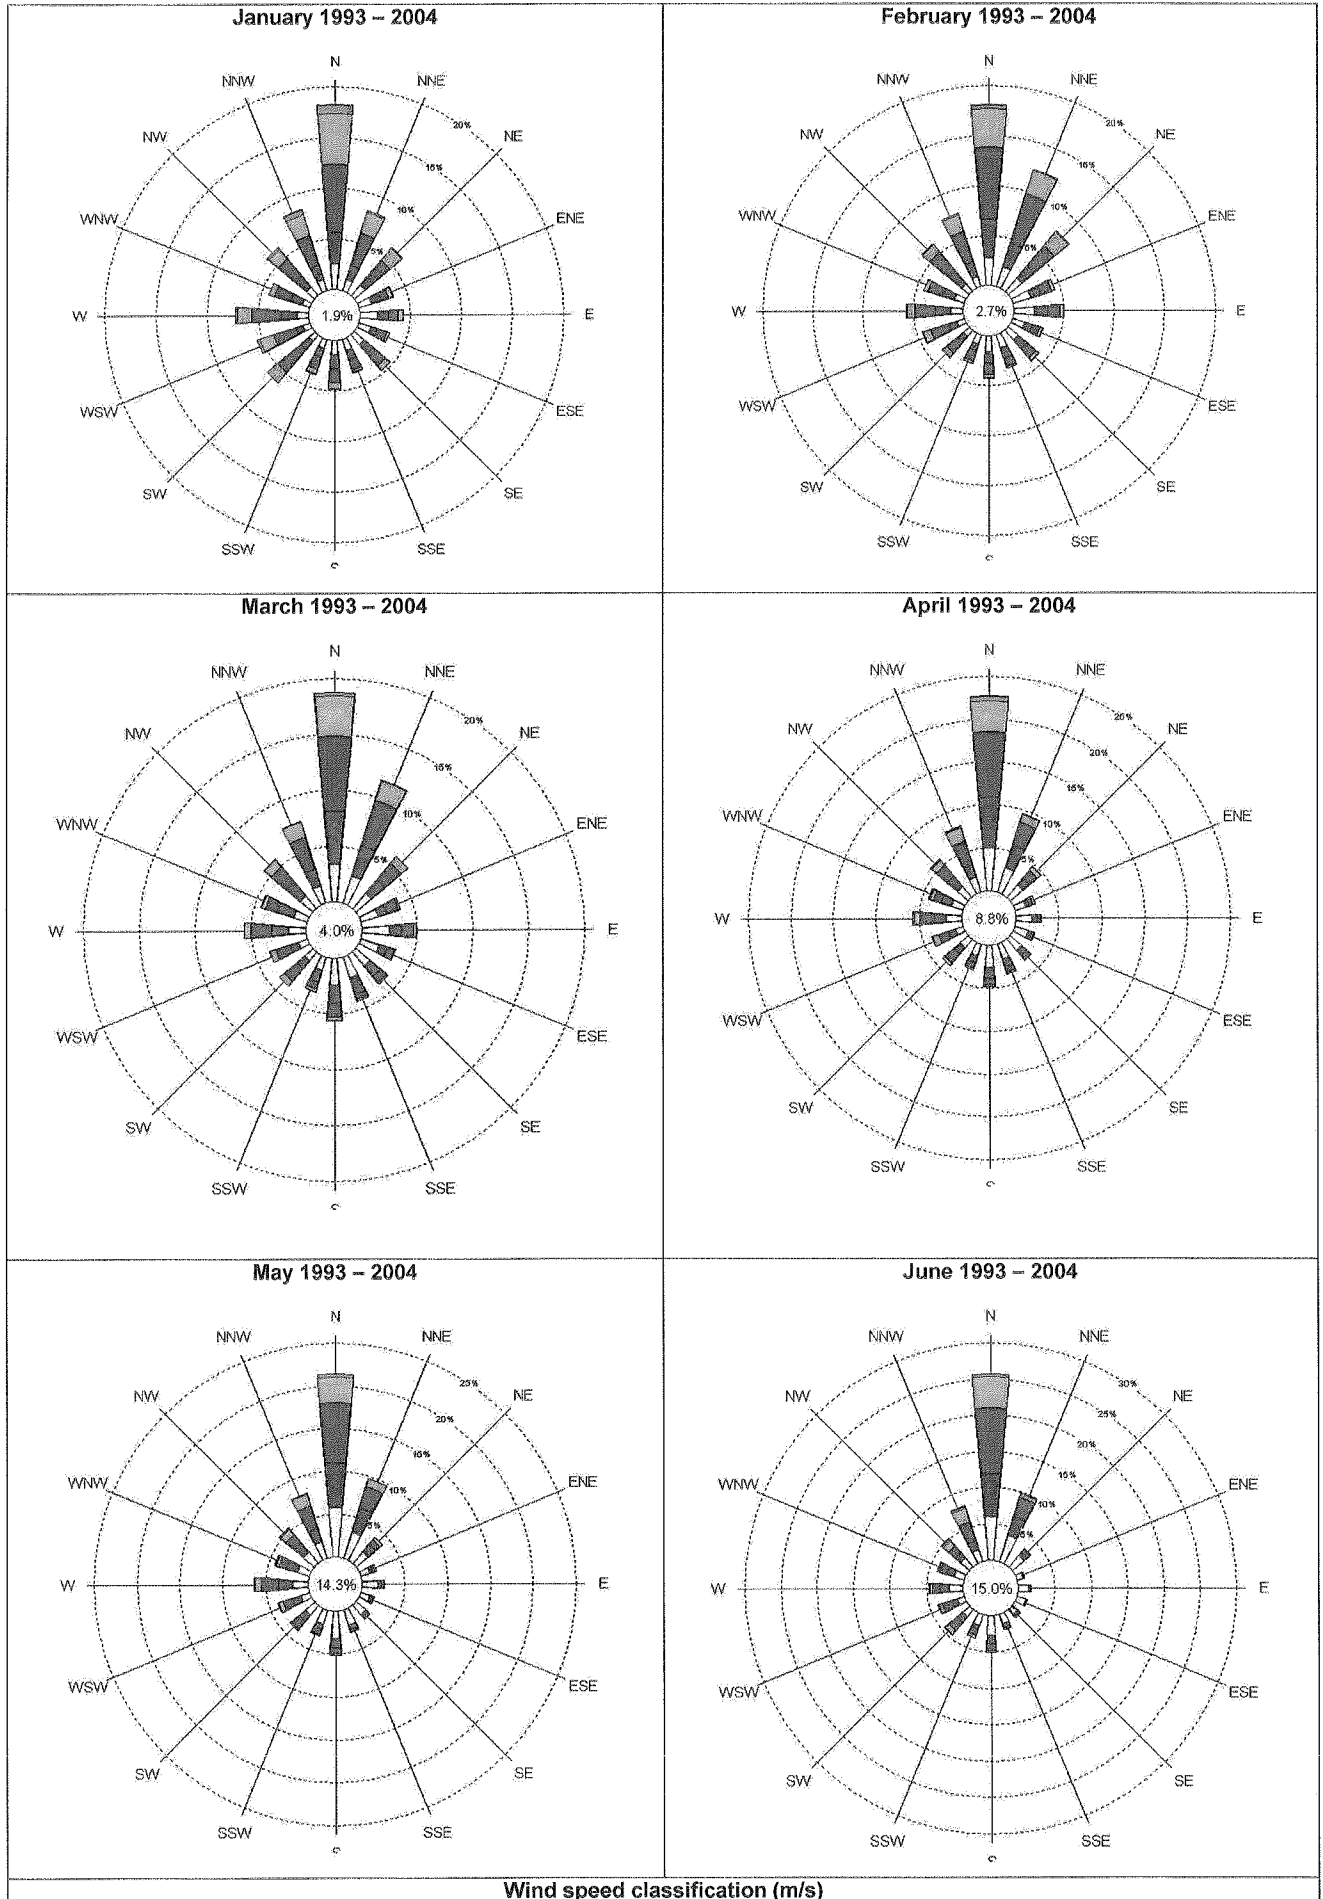 January 1993 – 2004
N
NNW
NNE
20%
NW
NE
15%
WNW
10%
ENE
5%
W
1.9%
E
WSW
ESE
SW
SE
SSW
SSE
February 1993 – 2004
N
NNW
NNE
20%
NW
NE
15%
WNW
10%
ENE
5%
W
2.7%
E
WSW
ESE
SW
SE
SSW
SSE
March 1993 – 2004
N
NNW
NNE
20%
NW
NE
15%
WNW
10%
ENE
5%
W
4.0%
E
WSW
ESE
SW
SE
SSW
SSE
April 1993 – 2004
N
NNW
NNE
25%
NW
NE
20%
15%
WNW
10%
ENE
5%
W
8.8%
E
WSW
ESE
SW
SE
SSW
SSE
May 1993 – 2004
N
NNW
NNE
25%
NW
NE
20%
15%
WNW
10%
ENE
5%
W
14.3%
E
WSW
ESE
SW
SE
SSW
SSE
June 1993 – 2004
N
NNW
NNE
30%
NW
NE
25%
20%
15%
WNW
10%
ENE
5%
W
15.0%
E
WSW
ESE
SW
SE
SSW
SSE
Wind speed classification (m/s)